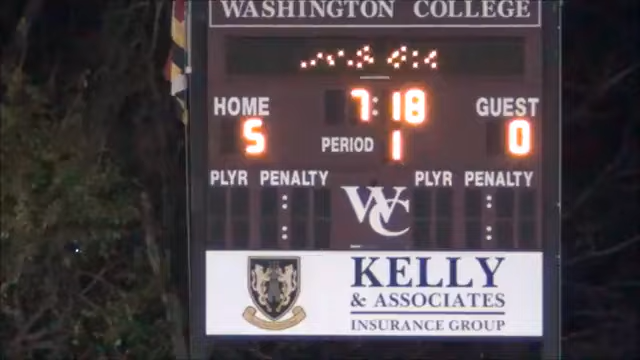 WASHINGTON COLLEGE
7:18
HOME GUEST
5 PERIOD 1 0
PLYR PENALTY PLYR PENALTY
: WC :
: :
KELLY
& ASSOCIATES
INSURANCE GROUP